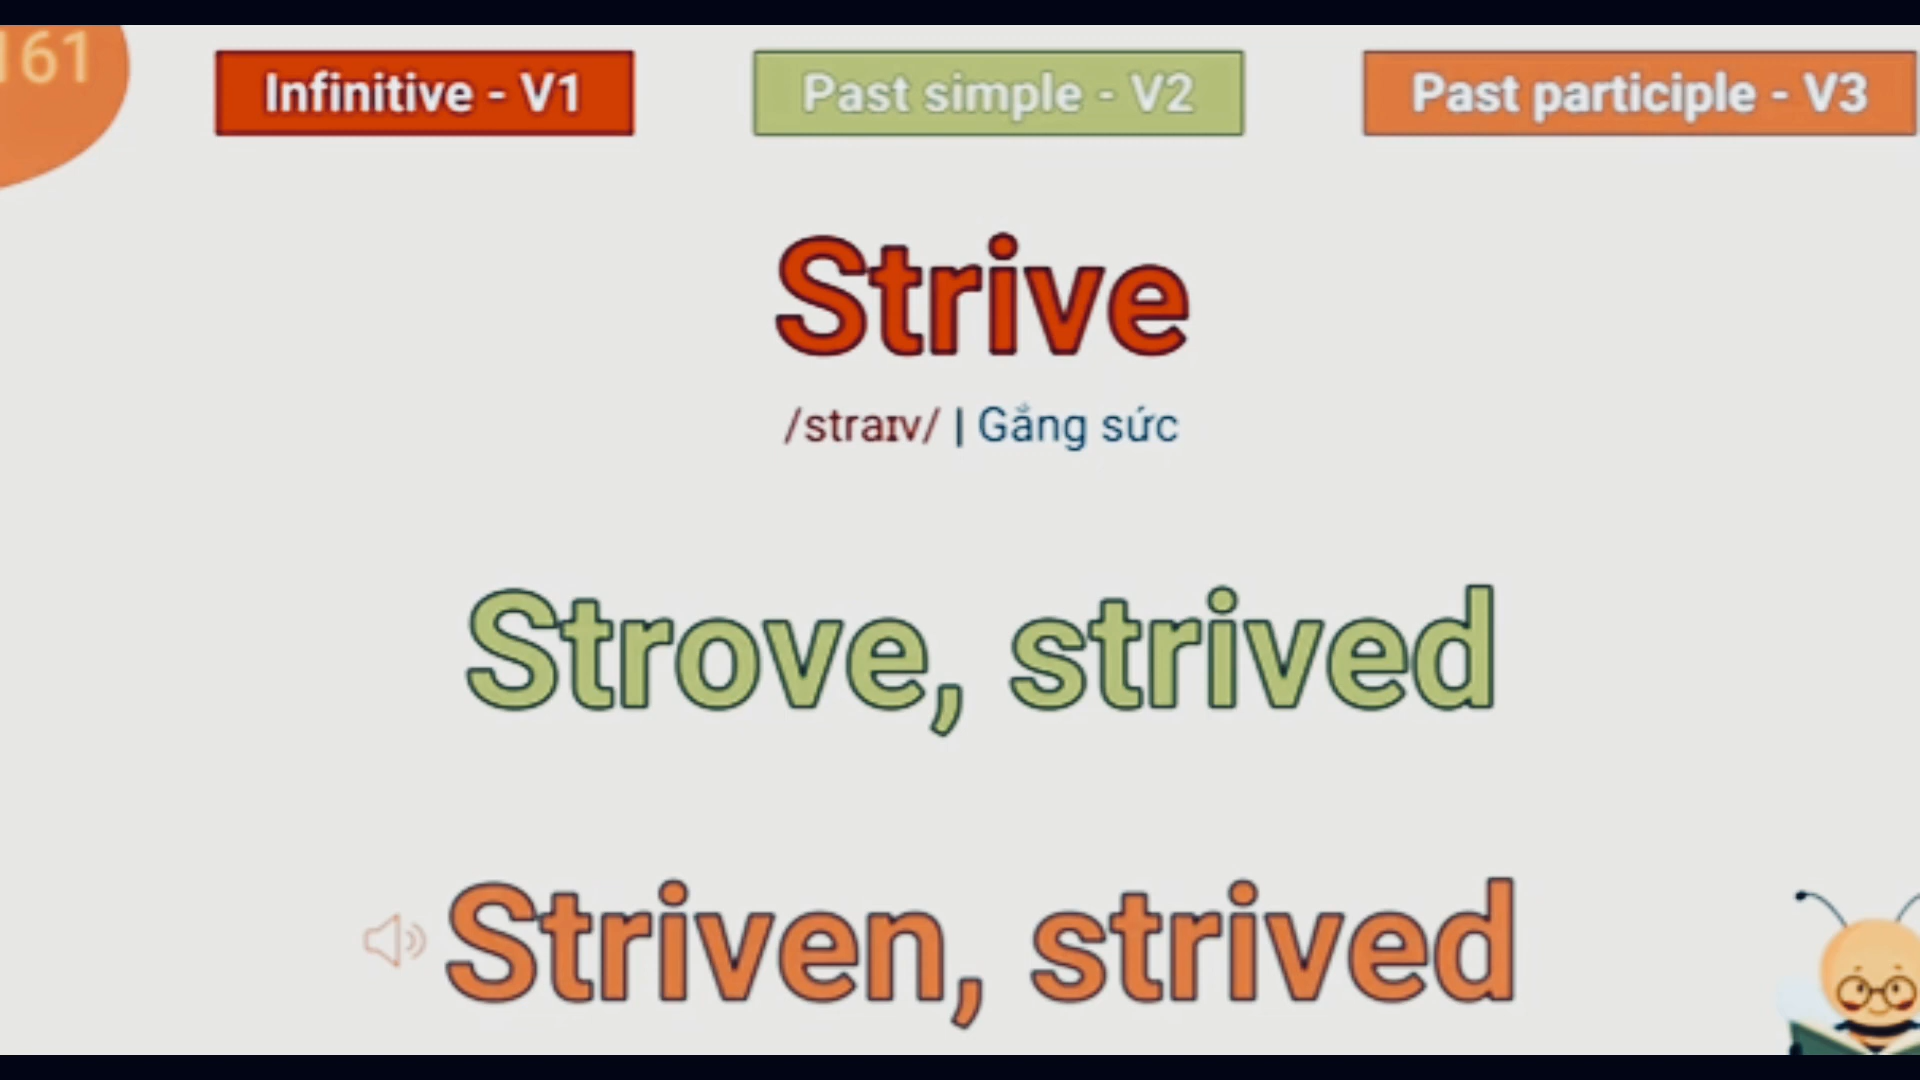 161
Infinitive - V1
Past simple - V2
Past participle - V3
Strive
/straɪv/ | Gắng sức
Strove, strived
Striven, strived